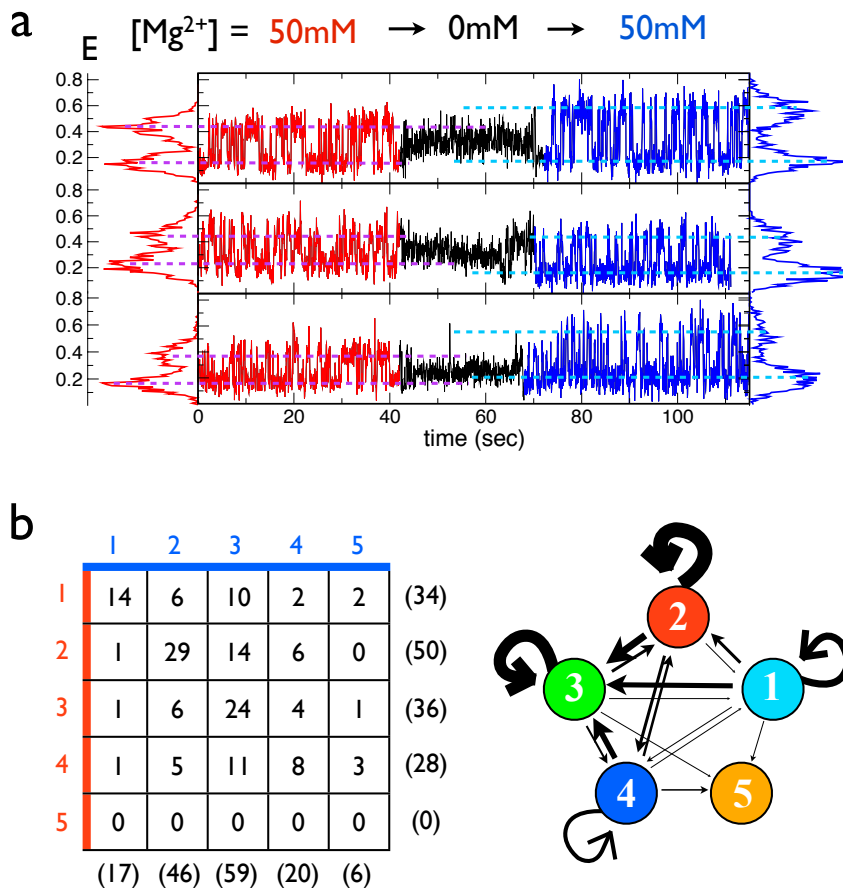 a
[Mg2+] = 50mM → 0mM → 50mM
E
0.8
0.6
0.4
0.2
0.8
0.6
0.4
0.2
0.8
0.6
0.4
0.2
0 20 40 60 80 100
time (sec)
b
1 2 3 4 5
1 14 6 10 2 2 (34)
2 1 29 14 6 0 (50)
3 1 6 24 4 1 (36)
4 1 5 11 8 3 (28)
5 0 0 0 0 0 (0)
(17) (46) (59) (20) (6)
2
3 1
4 5